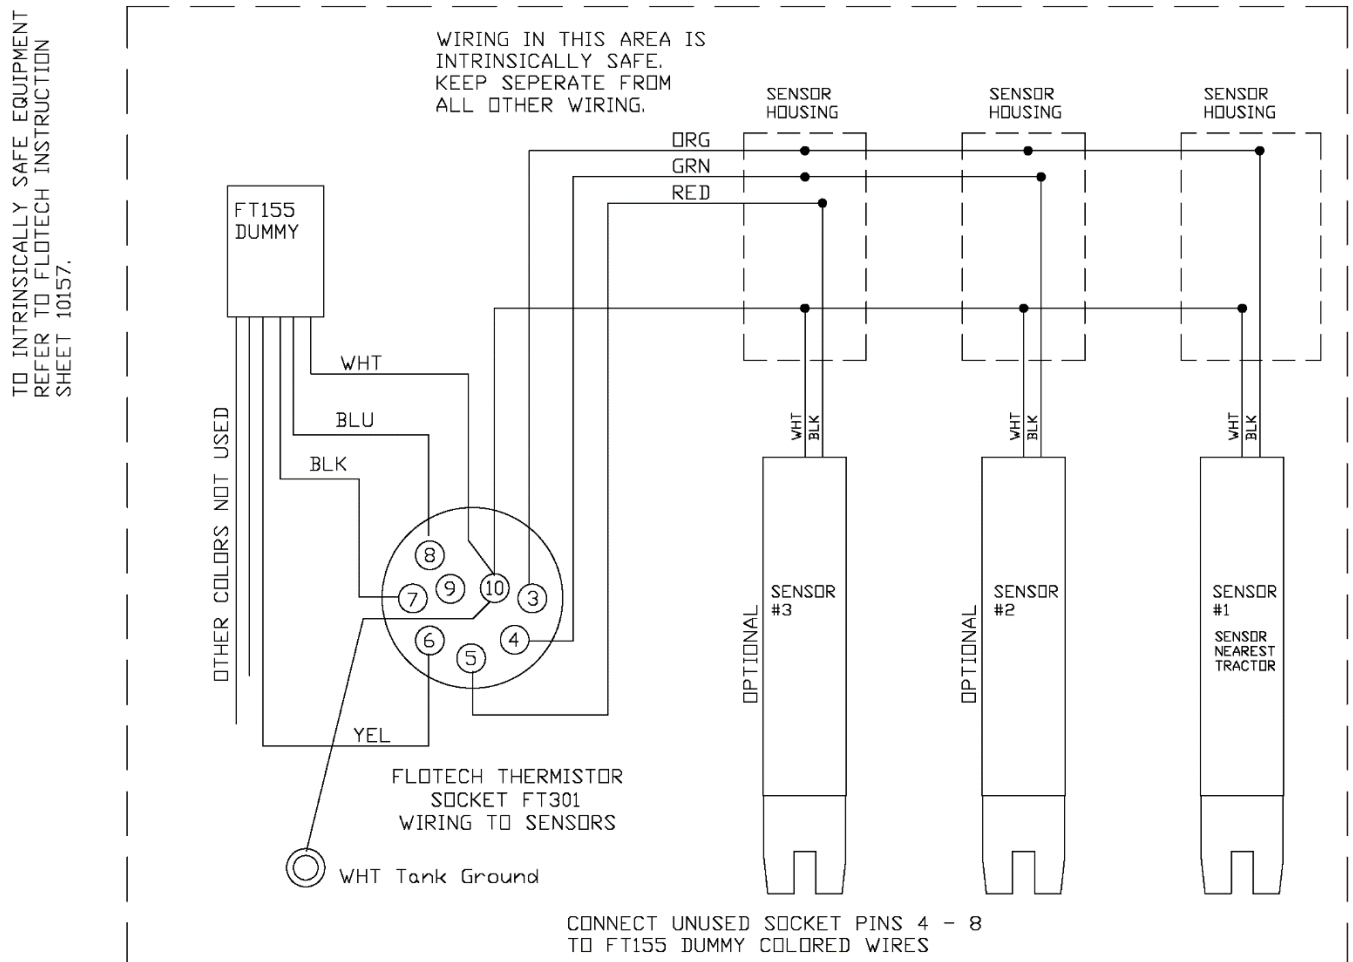 TO INTRINSICALLY SAFE EQUIPMENT
REFER TO FLOTECH INSTRUCTION
SHEET 10157.
WIRING IN THIS AREA IS
INTRINSICALLY SAFE.
KEEP SEPERATE FROM
ALL OTHER WIRING.
SENSOR
HOUSING
SENSOR
HOUSING
SENSOR
HOUSING
ORG
GRN
RED
FT155
DUMMY
WHT
BLU
BLK
OTHER COLORS NOT USED
YEL
8
9
10
7
3
6
4
5
FLOTECH THERMISTOR
SOCKET FT301
WIRING TO SENSORS
WHT Tank Ground
WHT
BLK
WHT
BLK
WHT
BLK
OPTIONAL
SENSOR
#3
OPTIONAL
SENSOR
#2
SENSOR
#1
SENSOR
NEAREST
TRACTOR
CONNECT UNUSED SOCKET PINS 4 - 8
TO FT155 DUMMY COLORED WIRES